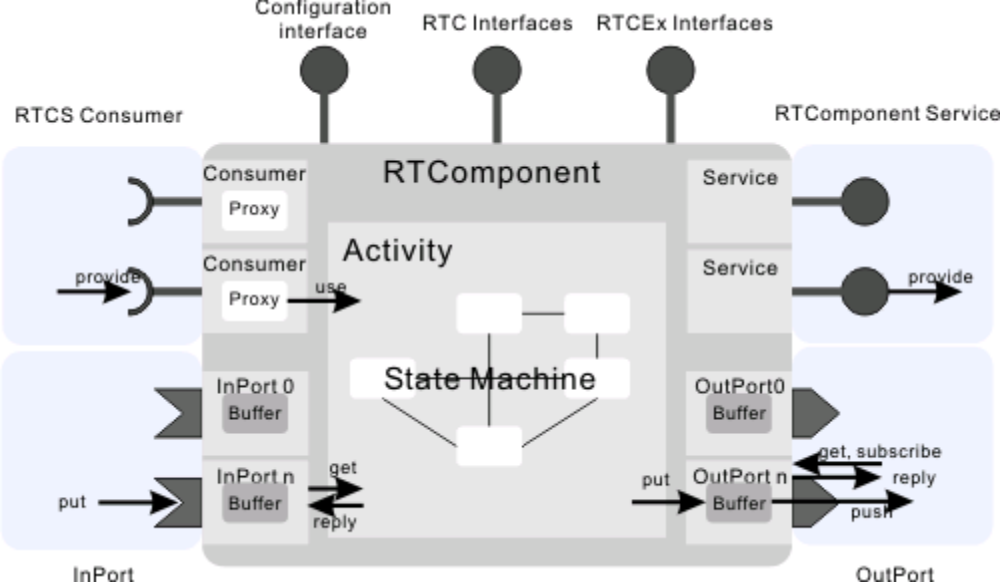 Configuration
interface
RTC Interfaces
RTCEx Interfaces
RTCS Consumer
RTComponent Service
Consumer
Proxy
RTComponent
Service
provide
Consumer
Proxy
use
Activity
Service
provide
State Machine
InPort 0
Buffer
OutPort0
Buffer
put
InPort n
Buffer
get
reply
put
OutPort n
Buffer
get, subscribe
reply
push
InPort
OutPort